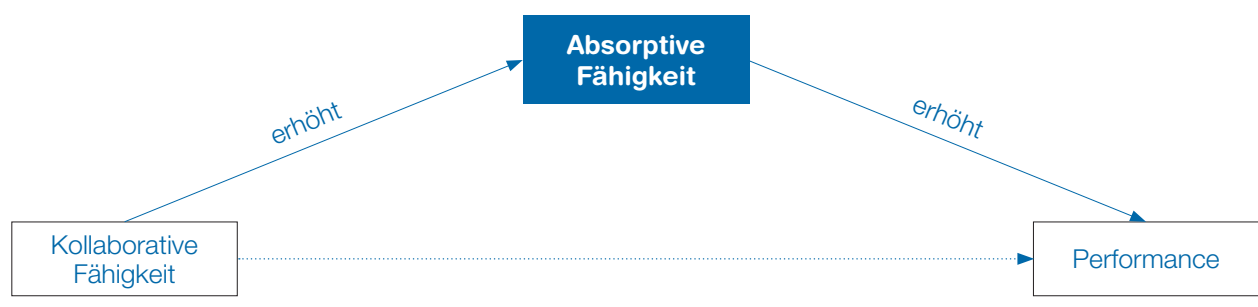 Absorptive
Fähigkeit
erhöht
erhöht
Kollaborative
Fähigkeit
Performance